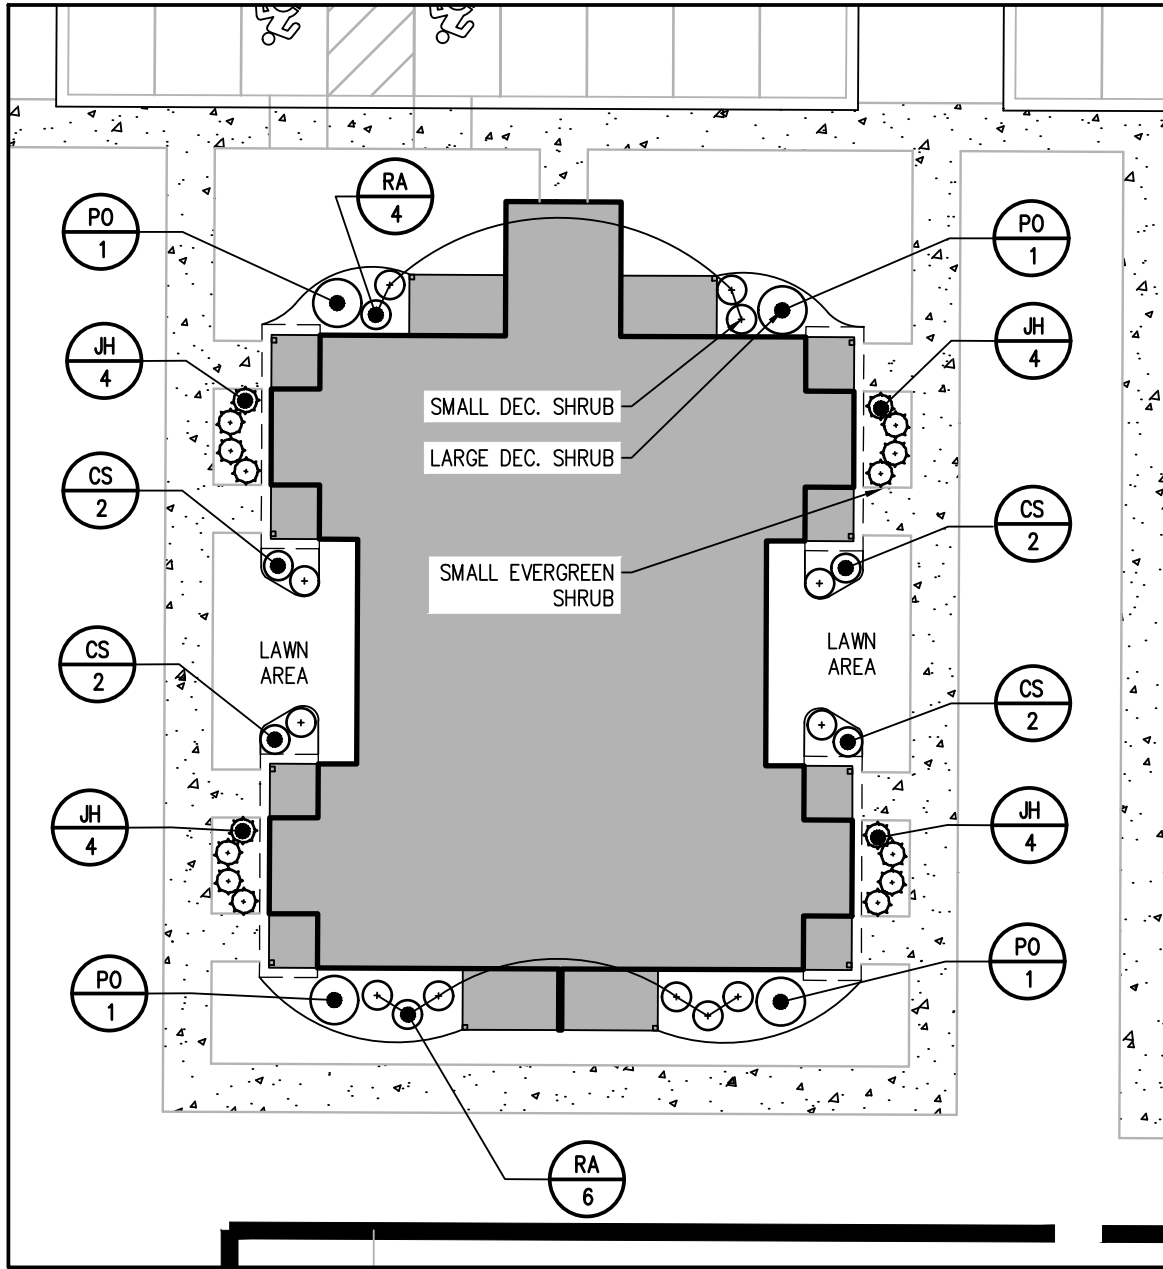 RA
4
PO
1
PO
1
JH
4
JH
4
SMALL DEC. SHRUB
LARGE DEC. SHRUB
CS
2
CS
2
SMALL EVERGREEN
SHRUB
LAWN
AREA
LAWN
AREA
CS
2
CS
2
JH
4
JH
4
PO
1
PO
1
RA
6